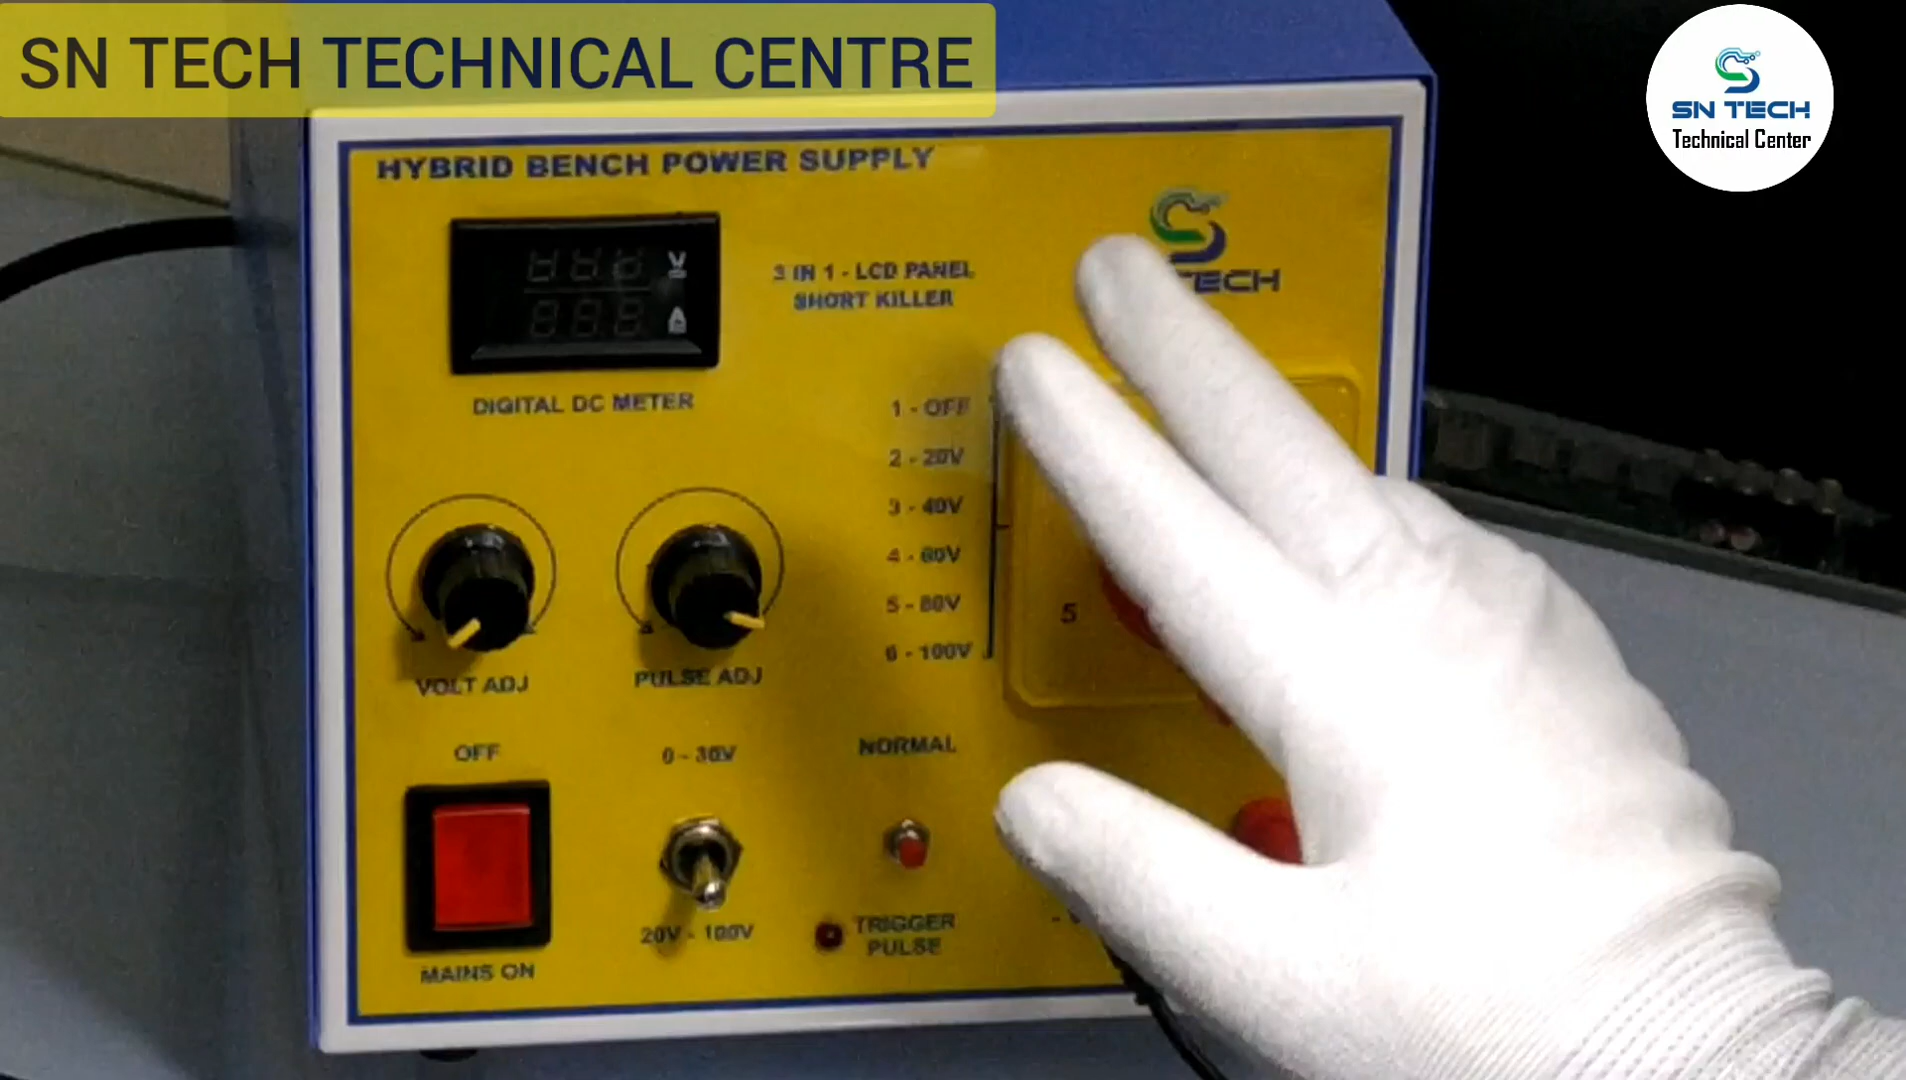 SN TECH TECHNICAL CENTRE
SN TECH
Technical Center
HYBRID BENCH POWER SUPPLY
3 IN 1 - LCD PANEL
SHORT KILLER
TECH
V
A
DIGITAL DC METER
1 - OFF
2 - 20V
3 - 40V
4 - 60V
5 - 80V
6 - 100V
5
VOLT ADJ
PULSE ADJ
OFF
0 - 30V
NORMAL
20V - 100V
TRIGGER
PULSE
MAINS ON